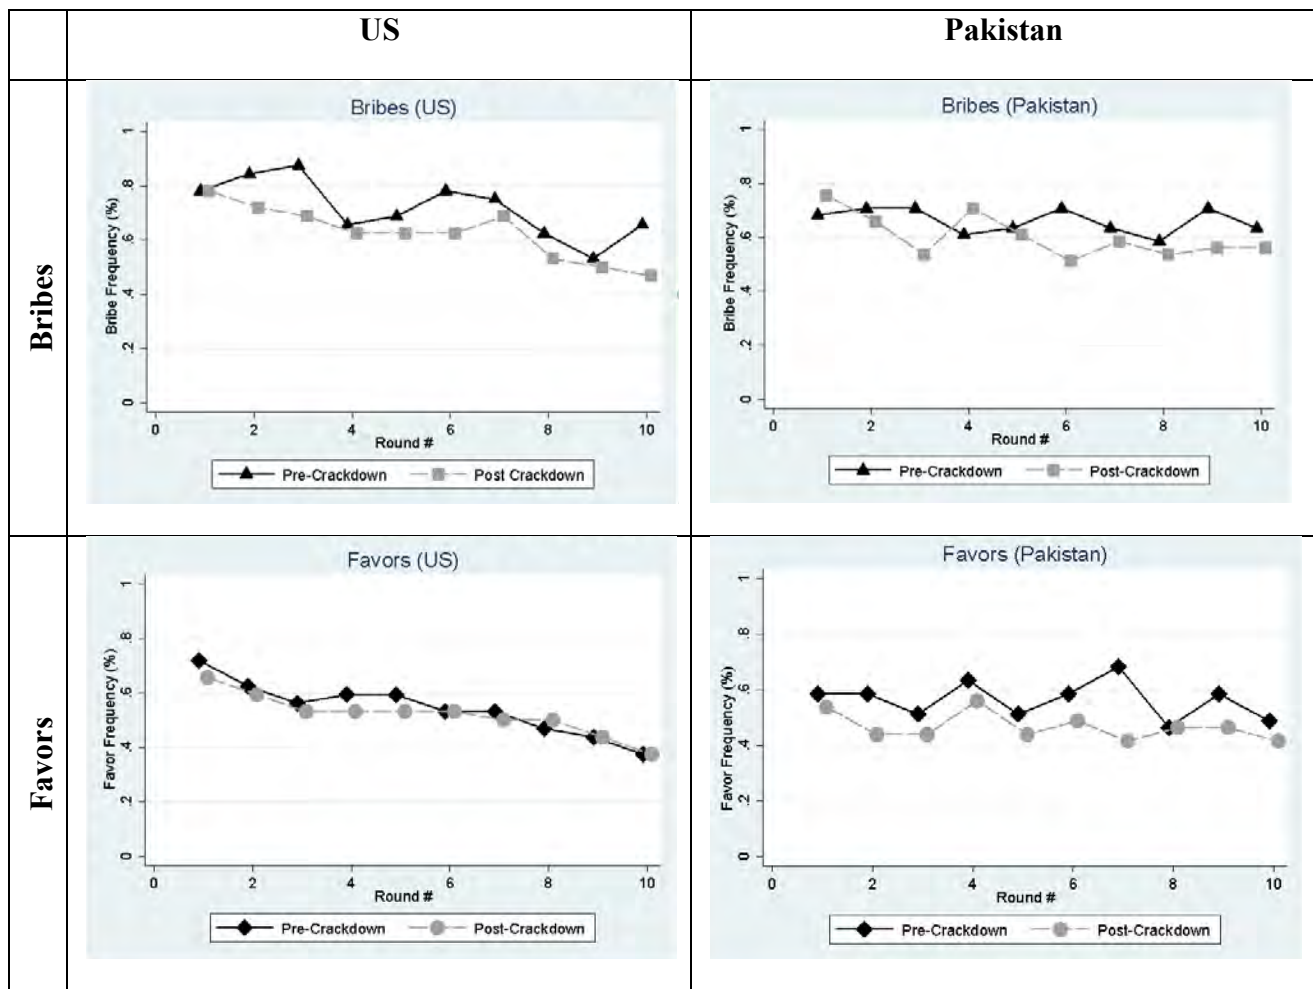 US
Pakistan
Bribes
Bribes (US)
Bribe Frequency (%)
1
.8
.6
.4
.2
0
0 2 4 6 8 10
Round #
Pre-Crackdown Post Crackdown
Bribes (Pakistan)
Bribe Frequency (%)
1
.8
.6
.4
.2
0
0 2 4 6 8 10
Round #
Pre-Crackdown Post-Crackdown
Favors
Favors (US)
Favor Frequency (%)
1
.8
.6
.4
.2
0
0 2 4 6 8 10
Round #
Pre-Crackdown Post-Crackdown
Favors (Pakistan)
Favor Frequency (%)
1
.8
.6
.4
.2
0
0 2 4 6 8 10
Round #
Pre-Crackdown Post-Crackdown